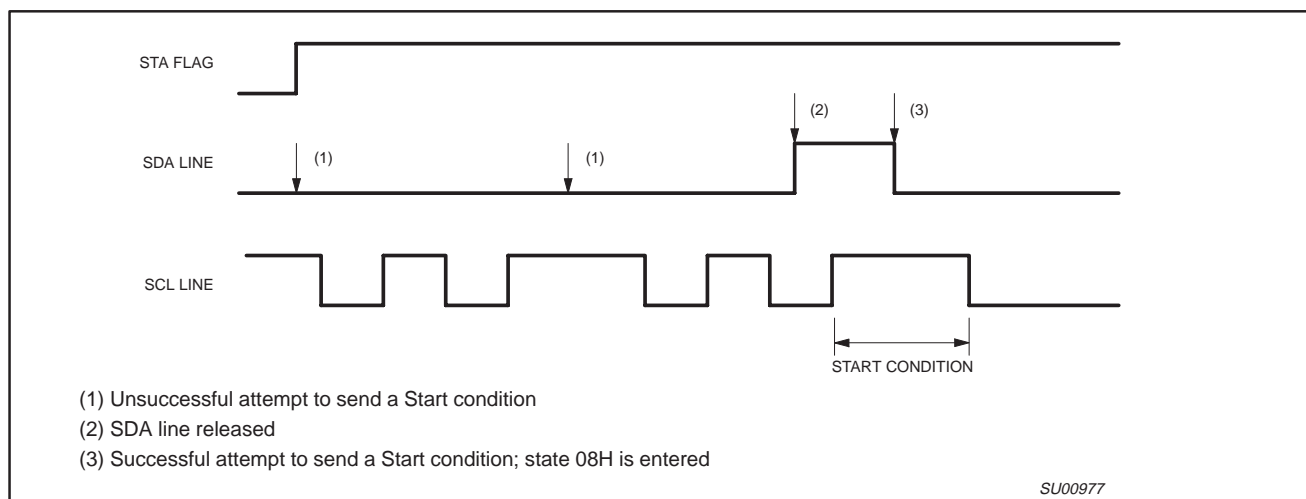 STA FLAG
(2)
(3)
SDA LINE
(1)
(1)
SCL LINE
START CONDITION
(1) Unsuccessful attempt to send a Start condition
(2) SDA line released
(3) Successful attempt to send a Start condition; state 08H is entered
SU00977